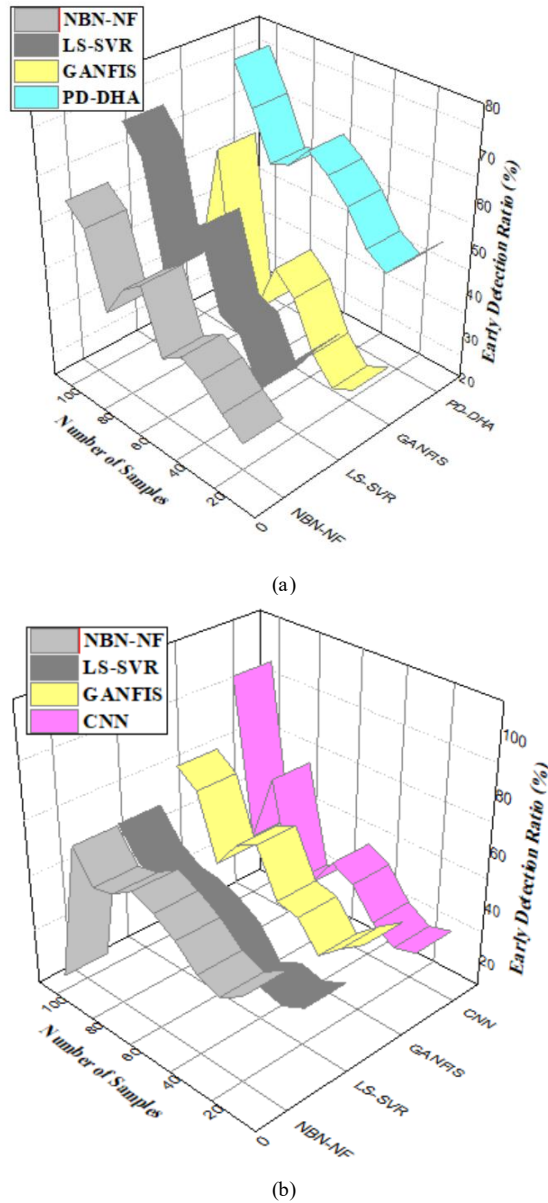 NBN-NF
LS-SVR
GANFIS
PD-DHA
80
70
60
50
40
30
20
Early Detection Ratio (%)
100
80
60
40
20
0
Number of Samples
NBN-NF
LS-SVR
GANFIS
PD-DHA
(a)
NBN-NF
LS-SVR
GANFIS
CNN
100
80
60
40
20
Early Detection Ratio (%)
100
80
60
40
20
0
Number of Samples
NBN-NF
LS-SVR
GANFIS
CNN
(b)